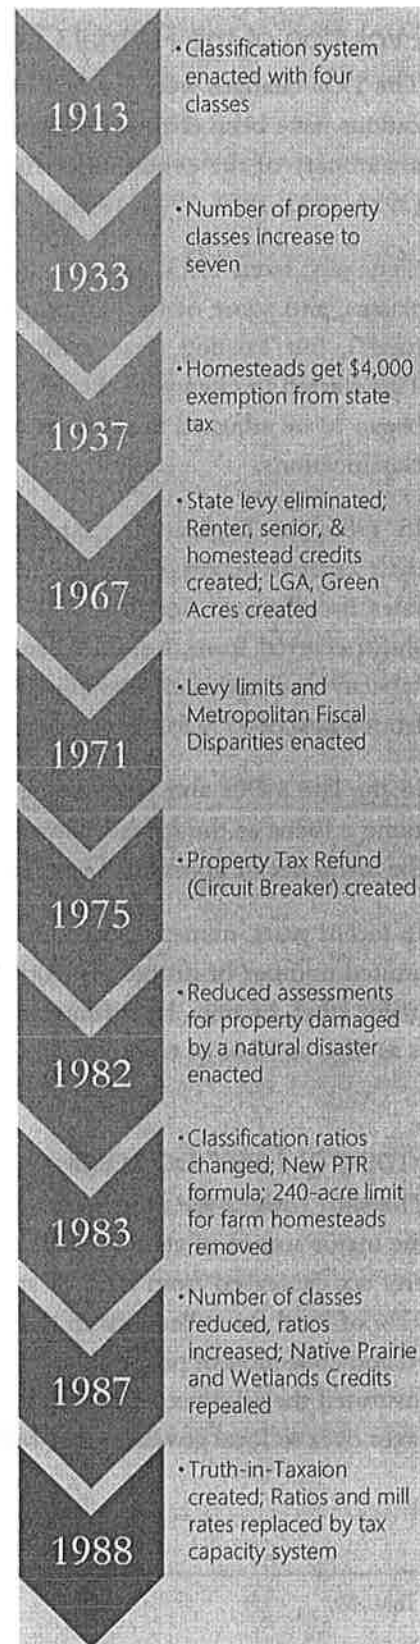 1913
•Classification system
enacted with four
classes
1933
•Number of property
classes increase to
seven
1937
•Homesteads get $4,000
exemption from state
tax
1967
•State levy eliminated;
Renter, senior, &
homestead credits
created; LGA, Green
Acres created
1971
•Levy limits and
Metropolitan Fiscal
Disparities enacted
1975
•Property Tax Refund
(Circuit Breaker) created
1982
•Reduced assessments
for property damaged
by a natural disaster
enacted
1983
•Classification ratios
changed; New PTR
formula; 240-acre limit
for farm homesteads
removed
1987
•Number of classes
reduced, ratios
increased; Native Prairie
and Wetlands Credits
repealed
1988
•Truth-in-Taxaion
created; Ratios and mill
rates replaced by tax
capacity system